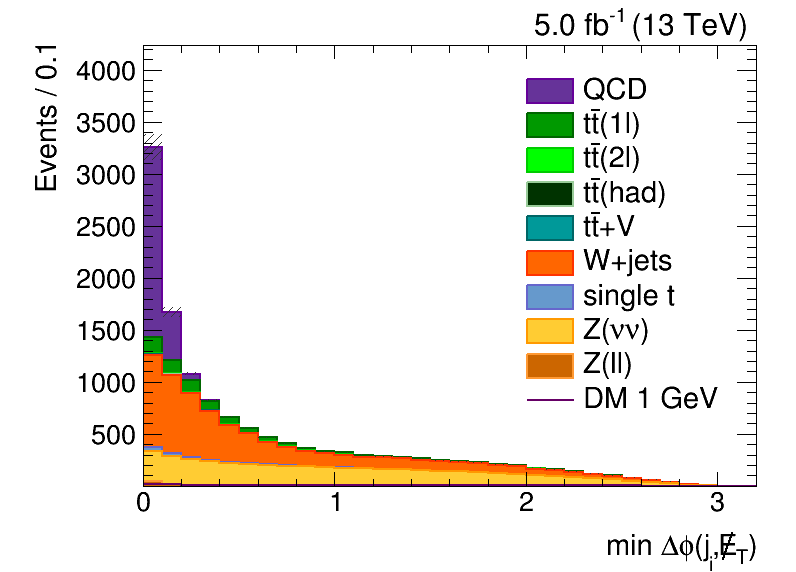 5.0 fb⁻¹ (13 TeV)
Events / 0.1
4000
3500
3000
2500
2000
1500
1000
500
QCD
tt̄(1l)
tt̄(2l)
tt̄(had)
tt̄+V
W+jets
single t
Z(νν)
Z(ll)
DM 1 GeV
0 1 2 3
min Δϕ(jᵢ,E̸_T)